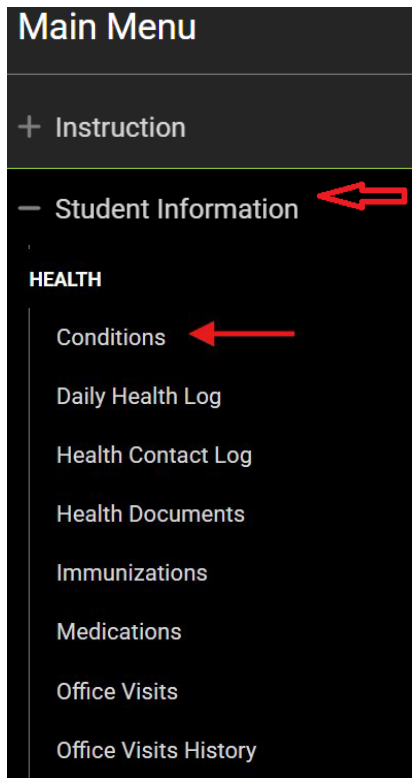 Main Menu
Instruction
Student Information
HEALTH
Conditions
Daily Health Log
Health Contact Log
Health Documents
Immunizations
Medications
Office Visits
Office Visits History